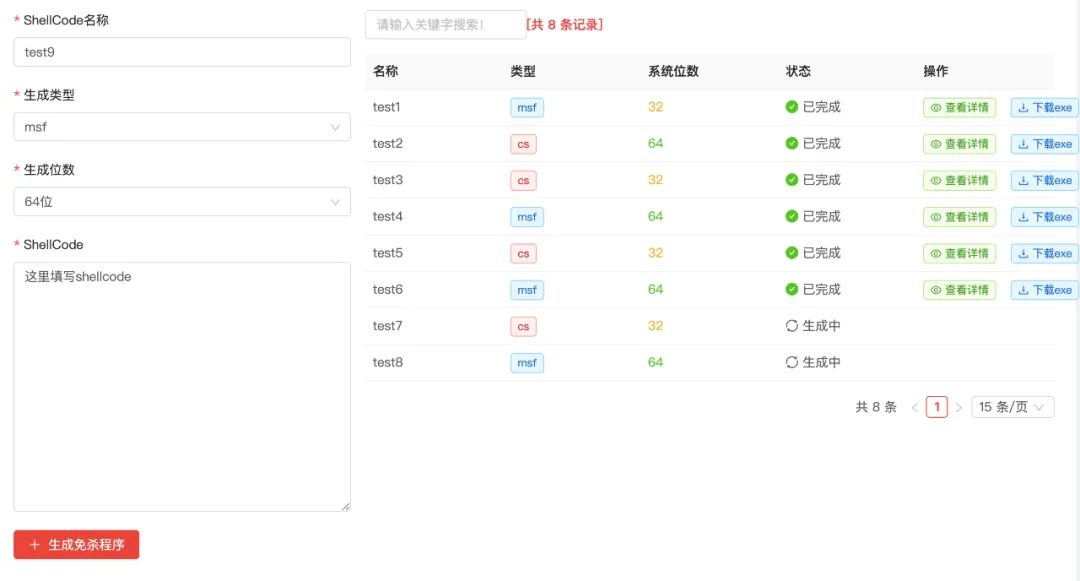 * ShellCode名称
test9
* 生成类型
msf
* 生成位数
64位
* ShellCode
这里填写shellcode
+ 生成免杀程序
请输入关键字搜索! [共 8 条记录]
名称 类型 系统位数 状态 操作
test1 msf 32 已完成 查看详情 下载exe
test2 cs 64 已完成 查看详情 下载exe
test3 cs 32 已完成 查看详情 下载exe
test4 msf 64 已完成 查看详情 下载exe
test5 cs 32 已完成 查看详情 下载exe
test6 msf 64 已完成 查看详情 下载exe
test7 cs 32 生成中
test8 msf 64 生成中
共 8 条 < 1 > 15 条/页